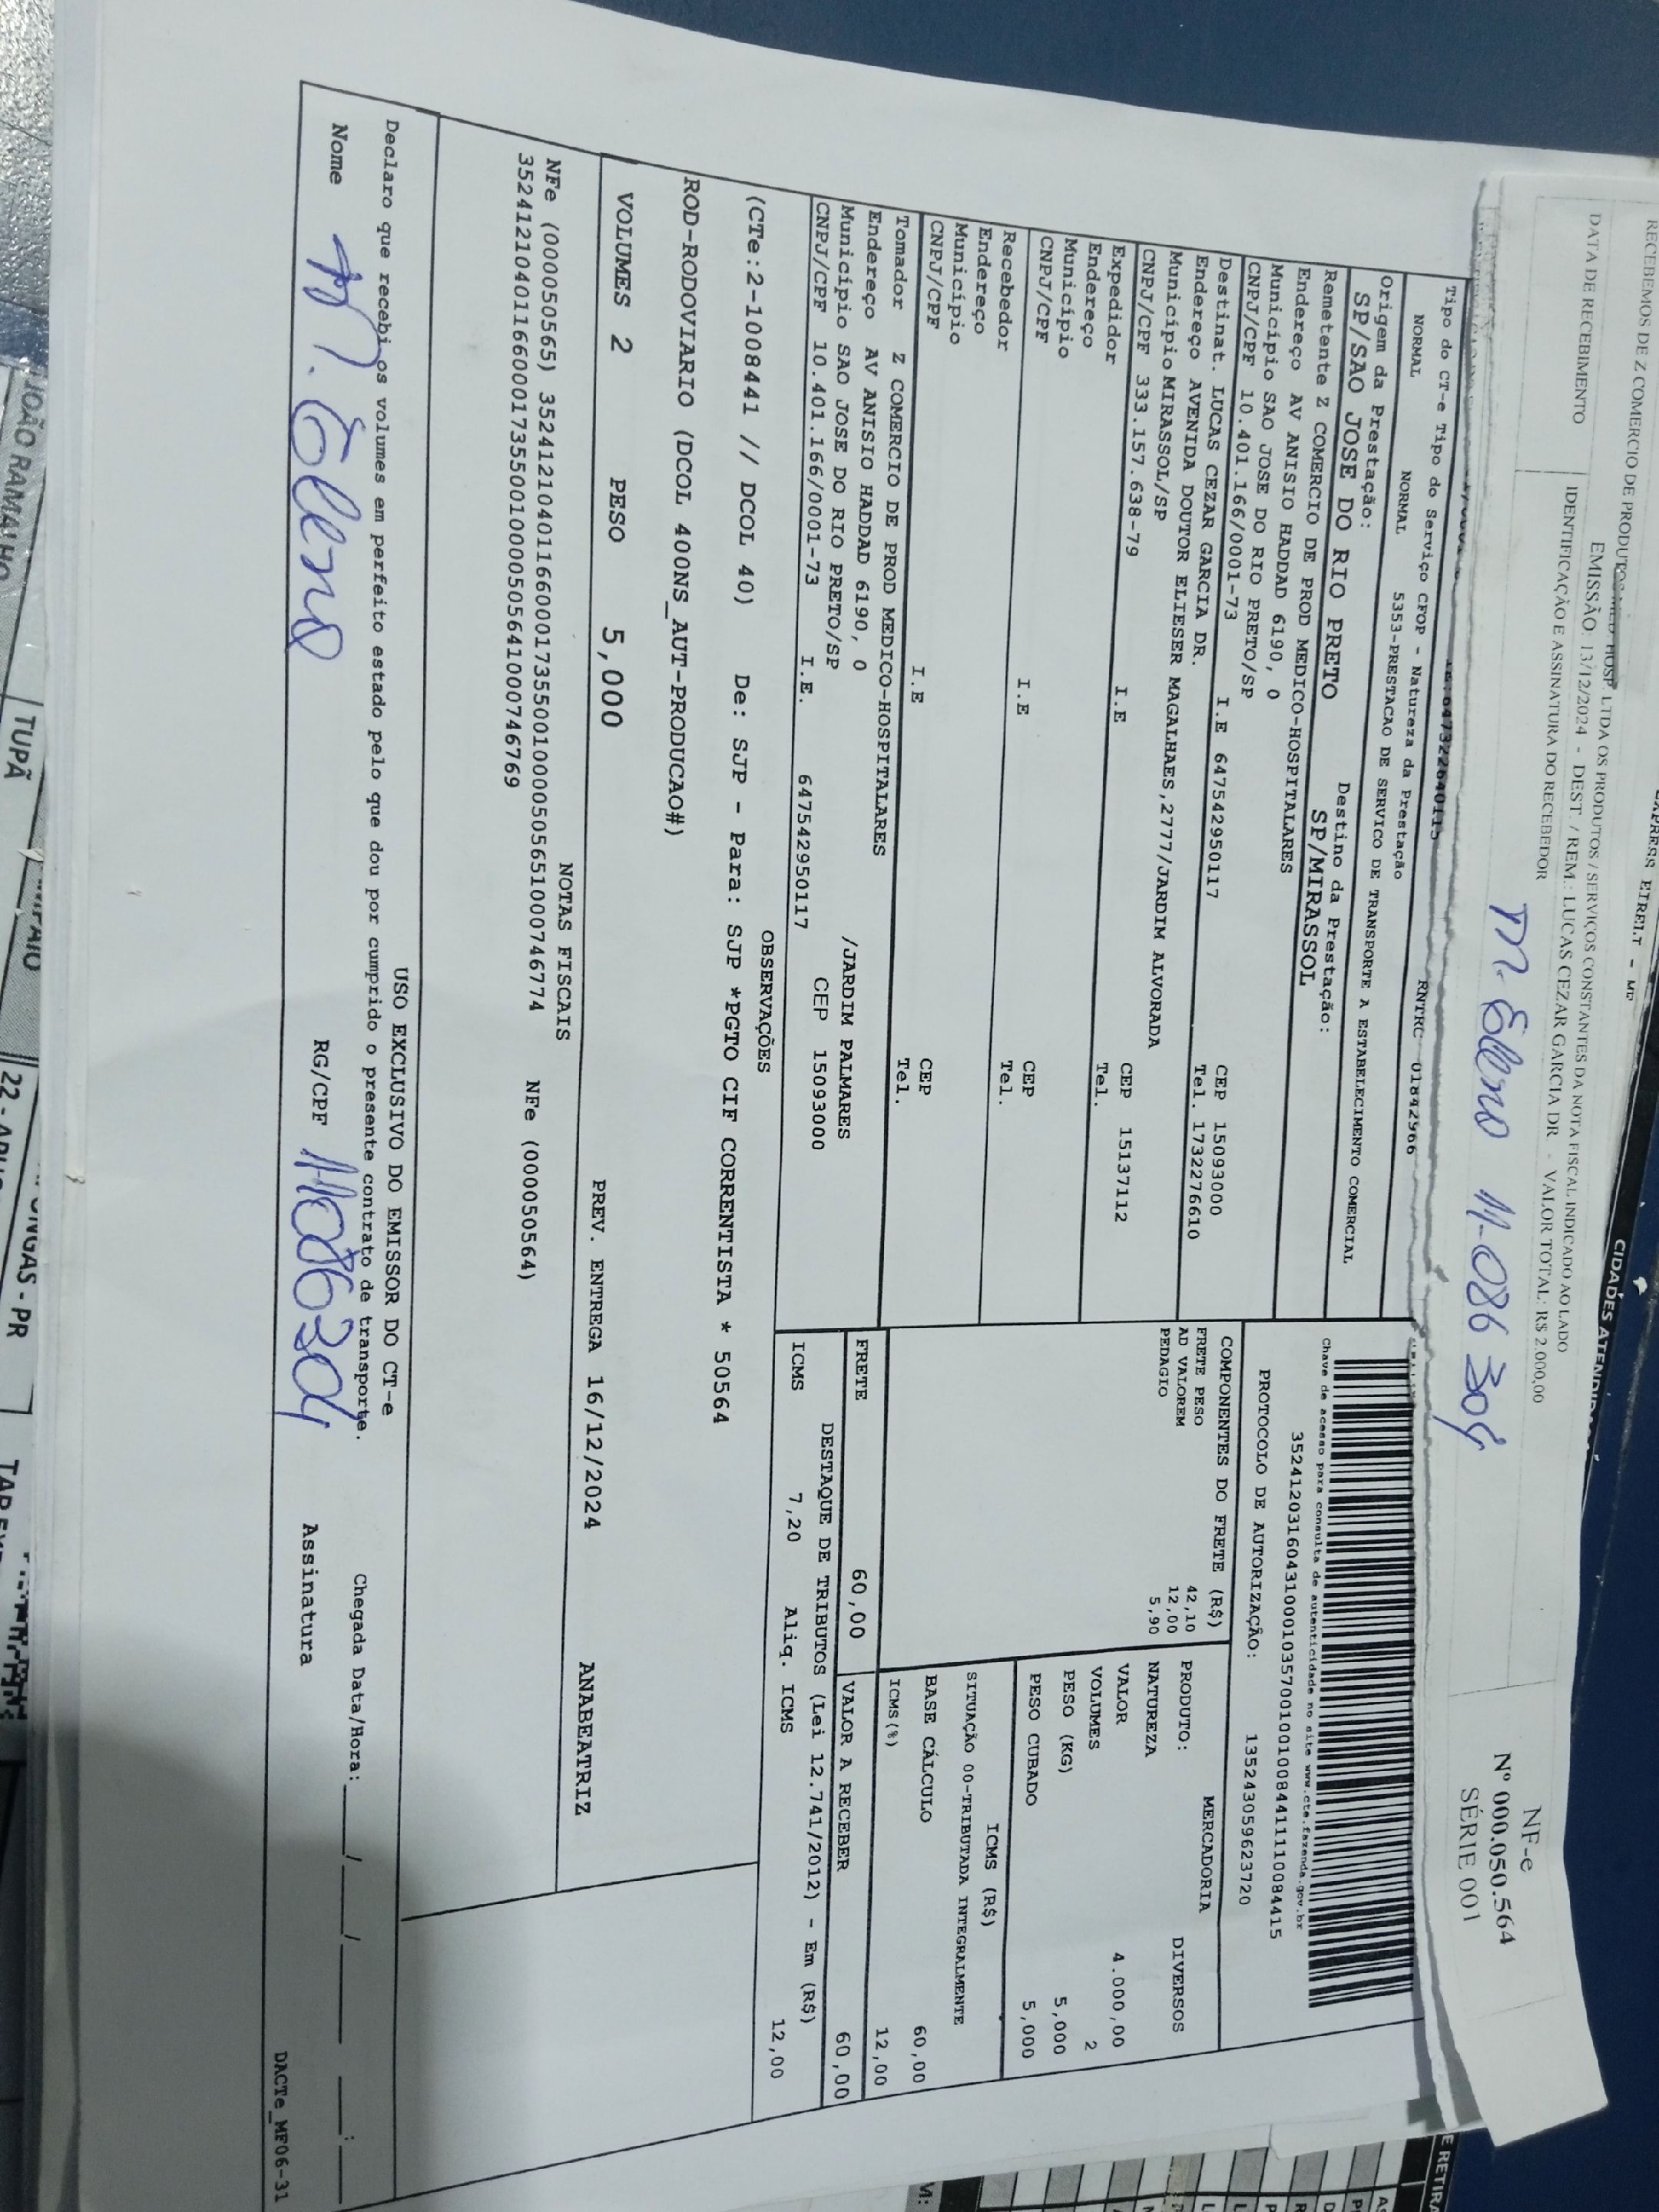 RECEBEMOS DE Z COMERCIO DE PRODUTOS MED. HOSP. LTDA OS PRODUTOS / SERVIÇOS CONSTANTES DA NOTA FISCAL INDICADO AO LADO
EMISSÃO: 13/12/2024 - DEST. / REM.: LUCAS CEZAR GARCIA DR - VALOR TOTAL: R$ 2.000,00
DATA DE RECEBIMENTO
IDENTIFICAÇÃO E ASSINATURA DO RECEBEDOR
M. Elena 11-086 304
NF-e
Nº 000.050.564
SÉRIE 001
CIDADES
Tipo do CT-e Tipo do Serviço CFOP - Natureza da Prestação
RNTRC 01842966
NORMAL NORMAL 5353-PRESTACAO DE SERVICO DE TRANSPORTE A ESTABELECIMENTO COMERCIAL
Origem da Prestação: Destino da Prestação:
SP/SAO JOSE DO RIO PRETO SP/MIRASSOL
Remetente Z COMERCIO DE PROD MEDICO-HOSPITALARES
Endereço AV ANISIO HADDAD 6190, 0
Município SAO JOSE DO RIO PRETO/SP CEP 15093000
CNPJ/CPF 10.401.166/0001-73 I.E 647542950117 Tel. 1732276610
Destinat. LUCAS CEZAR GARCIA DR.
Endereço AVENIDA DOUTOR ELIESER MAGALHAES,2777/JARDIM ALVORADA
Município MIRASSOL/SP CEP 15137112
CNPJ/CPF 333.157.638-79 I.E Tel.
Expedidor
Endereço
Município CEP
CNPJ/CPF I.E Tel.
Recebedor
Endereço
Município CEP
CNPJ/CPF I.E Tel.
Tomador Z COMERCIO DE PROD MEDICO-HOSPITALARES
Endereço AV ANISIO HADDAD 6190, 0 /JARDIM PALMARES
Município SAO JOSE DO RIO PRETO/SP CEP 15093000
CNPJ/CPF 10.401.166/0001-73 I.E. 647542950117
Chave de acesso para consulta de autenticidade no site www.cte.fazenda.gov.br
PROTOCOLO DE AUTORIZAÇÃO: 135243059623720
COMPONENTES DO FRETE (R$)
FRETE PESO 42,10
AD VALOREM 12,00
PEDAGIO 5,90
MERCADORIA
PRODUTO: DIVERSOS
NATUREZA
VALOR 4.000,00
VOLUMES 2
PESO (KG) 5,000
PESO CUBADO 5,000
ICMS (R$)
SITUAÇÃO 00-TRIBUTADA INTEGRALMENTE
BASE CÁLCULO 60,00
ICMS (%) 12,00
FRETE 60,00 VALOR A RECEBER 60,00
DESTAQUE DE TRIBUTOS (Lei 12.741/2012) - Em (R$)
ICMS 7,20 Aliq. ICMS 12,00
OBSERVAÇÕES
(CTe:2-1008441 // DCOL 40) De: SJP - Para: SJP *PGTO CIF CORRENTISTA * 50564
ROD-RODOVIARIO (DCOL 400NS_AUT-PRODUCAO#)
VOLUMES 2 PESO 5,000 PREV. ENTREGA 16/12/2024 ANABEATRIZ
NOTAS FISCAIS
NFe (000050565) 35241210401166000173550010000505651000746774 NFe (000050564)
35241210401166000173550010000505641000746769
USO EXCLUSIVO DO EMISSOR DO CT-e
Declaro que recebi os volumes em perfeito estado pelo que dou por cumprido o presente contrato de transporte.
Chegada Data/Hora:___/___/_____ ___:___
Nome M. Elena RG/CPF 11086304 Assinatura
DACTe_MF06-31
JOÃO RAMALHO
TUPÃ
TAR